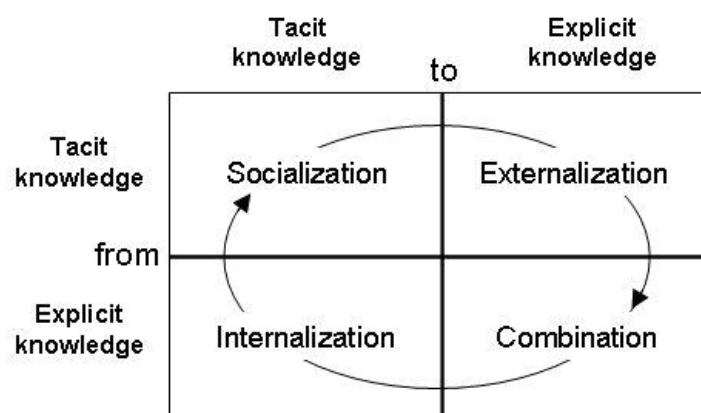 Tacit
knowledge
to
Explicit
knowledge
Tacit
knowledge
Socialization
Externalization
from
Explicit
knowledge
Internalization
Combination